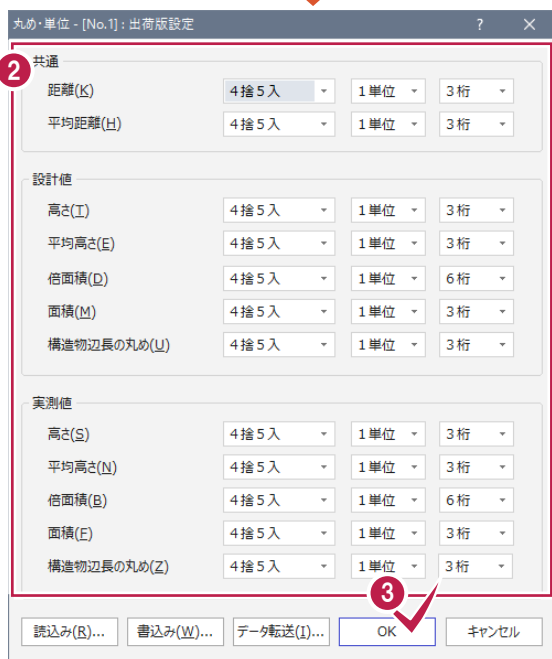 丸め・単位 - [No.1] : 出荷版設定 ? ×
2
共通
距離(K) 4捨5入 1単位 3桁
平均距離(H) 4捨5入 1単位 3桁
設計値
高さ(T) 4捨5入 1単位 3桁
平均高さ(E) 4捨5入 1単位 3桁
倍面積(D) 4捨5入 1単位 6桁
面積(M) 4捨5入 1単位 3桁
構造物辺長の丸め(U) 4捨5入 1単位 3桁
実測値
高さ(S) 4捨5入 1単位 3桁
平均高さ(N) 4捨5入 1単位 3桁
倍面積(B) 4捨5入 1単位 6桁
面積(F) 4捨5入 1単位 3桁
構造物辺長の丸め(Z) 4捨5入 1単位 3桁
3
読込み(R)... 書込み(W)... データ転送(I)... OK キャンセル